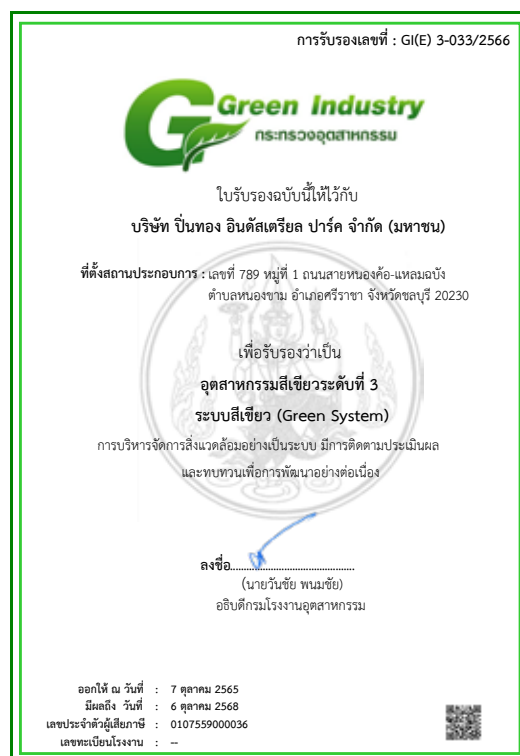 การรับรองเลขที่ : GI(E) 3-033/2566
Green Industry
กระทรวงอุตสาหกรรม
ใบรับรองฉบับนี้ให้ไว้กับ
บริษัท ปิ่นทอง อินดัสเตรียล ปาร์ค จำกัด (มหาชน)
ที่ตั้งสถานประกอบการ : เลขที่ 789 หมู่ที่ 1 ถนนสายหนองค้อ-แหลมฉบัง
ตำบลหนองขาม อำเภอศรีราชา จังหวัดชลบุรี 20230
เพื่อรับรองว่าเป็น
อุตสาหกรรมสีเขียวระดับที่ 3
ระบบสีเขียว (Green System)
การบริหารจัดการสิ่งแวดล้อมอย่างเป็นระบบ มีการติดตามประเมินผล
และทบทวนเพื่อการพัฒนาอย่างต่อเนื่อง
ลงชื่อ............................................
(นายวันชัย พนมชัย)
อธิบดีกรมโรงงานอุตสาหกรรม
ออกให้ ณ วันที่ : 7 ตุลาคม 2565
มีผลถึง วันที่ : 6 ตุลาคม 2568
เลขประจำตัวผู้เสียภาษี : 0107559000036
เลขทะเบียนโรงงาน : --